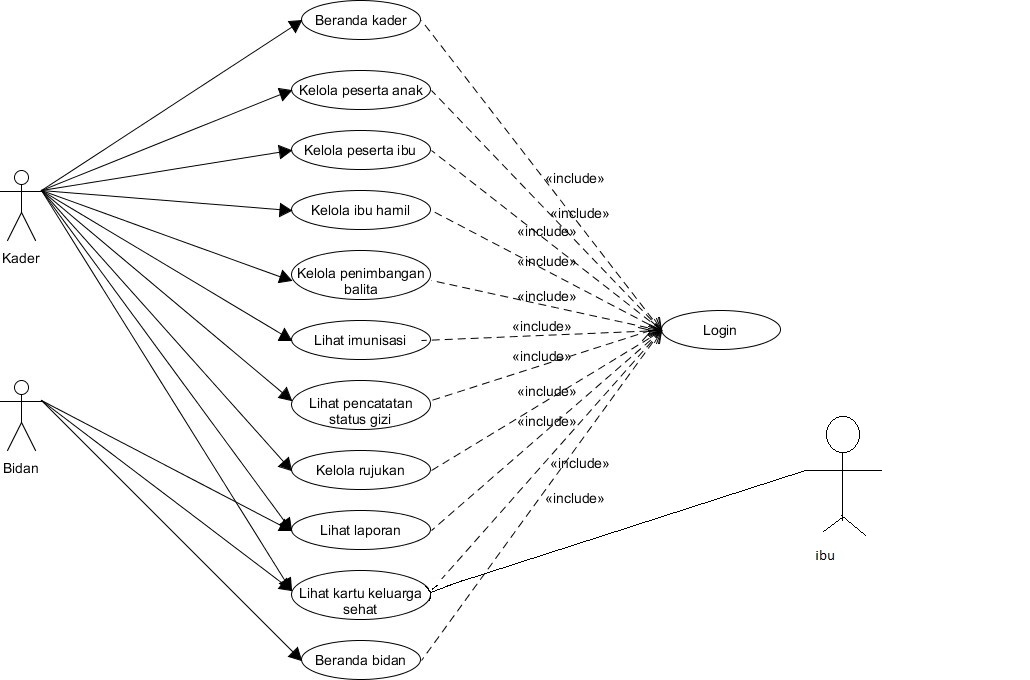 Beranda kader
Kelola peserta anak
Kelola peserta ibu
«include»
Kelola ibu hamil
«include»
«include»
Kader
«include»
Kelola penimbangan
balita
«include»
Lihat imunisasi
«include»
Login
«include»
Lihat pencatatan
status gizi
«include»
«include»
Bidan
Kelola rujukan
«include»
«include»
Lihat laporan
ibu
Lihat kartu keluarga
sehat
Beranda bidan